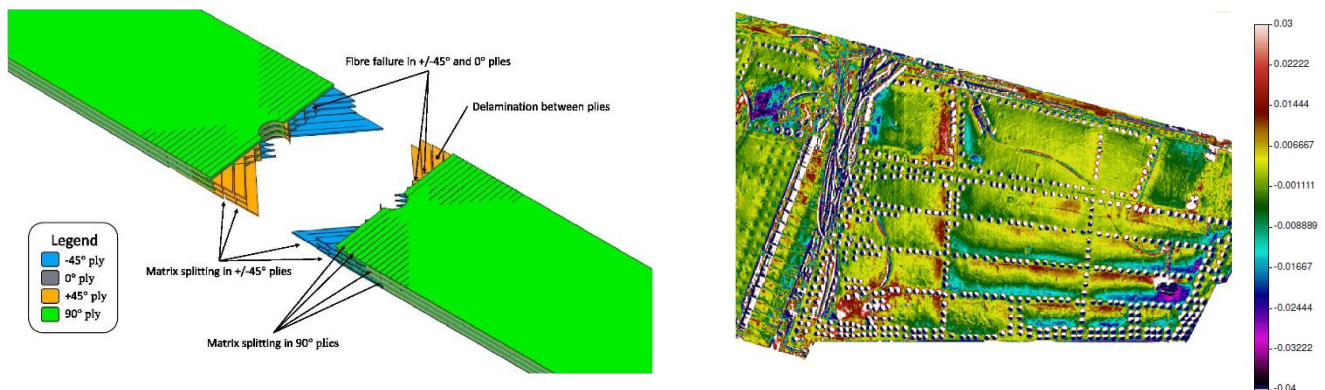 Fibre failure in +/-45° and 0° plies
Delamination between plies
Legend
-45° ply
0° ply
+45° ply
90° ply
Matrix splitting in +/-45° plies
Matrix splitting in 90° plies
0.03
0.02222
0.01444
0.006667
-0.001111
-0.008889
-0.01667
-0.02444
-0.03222
-0.04